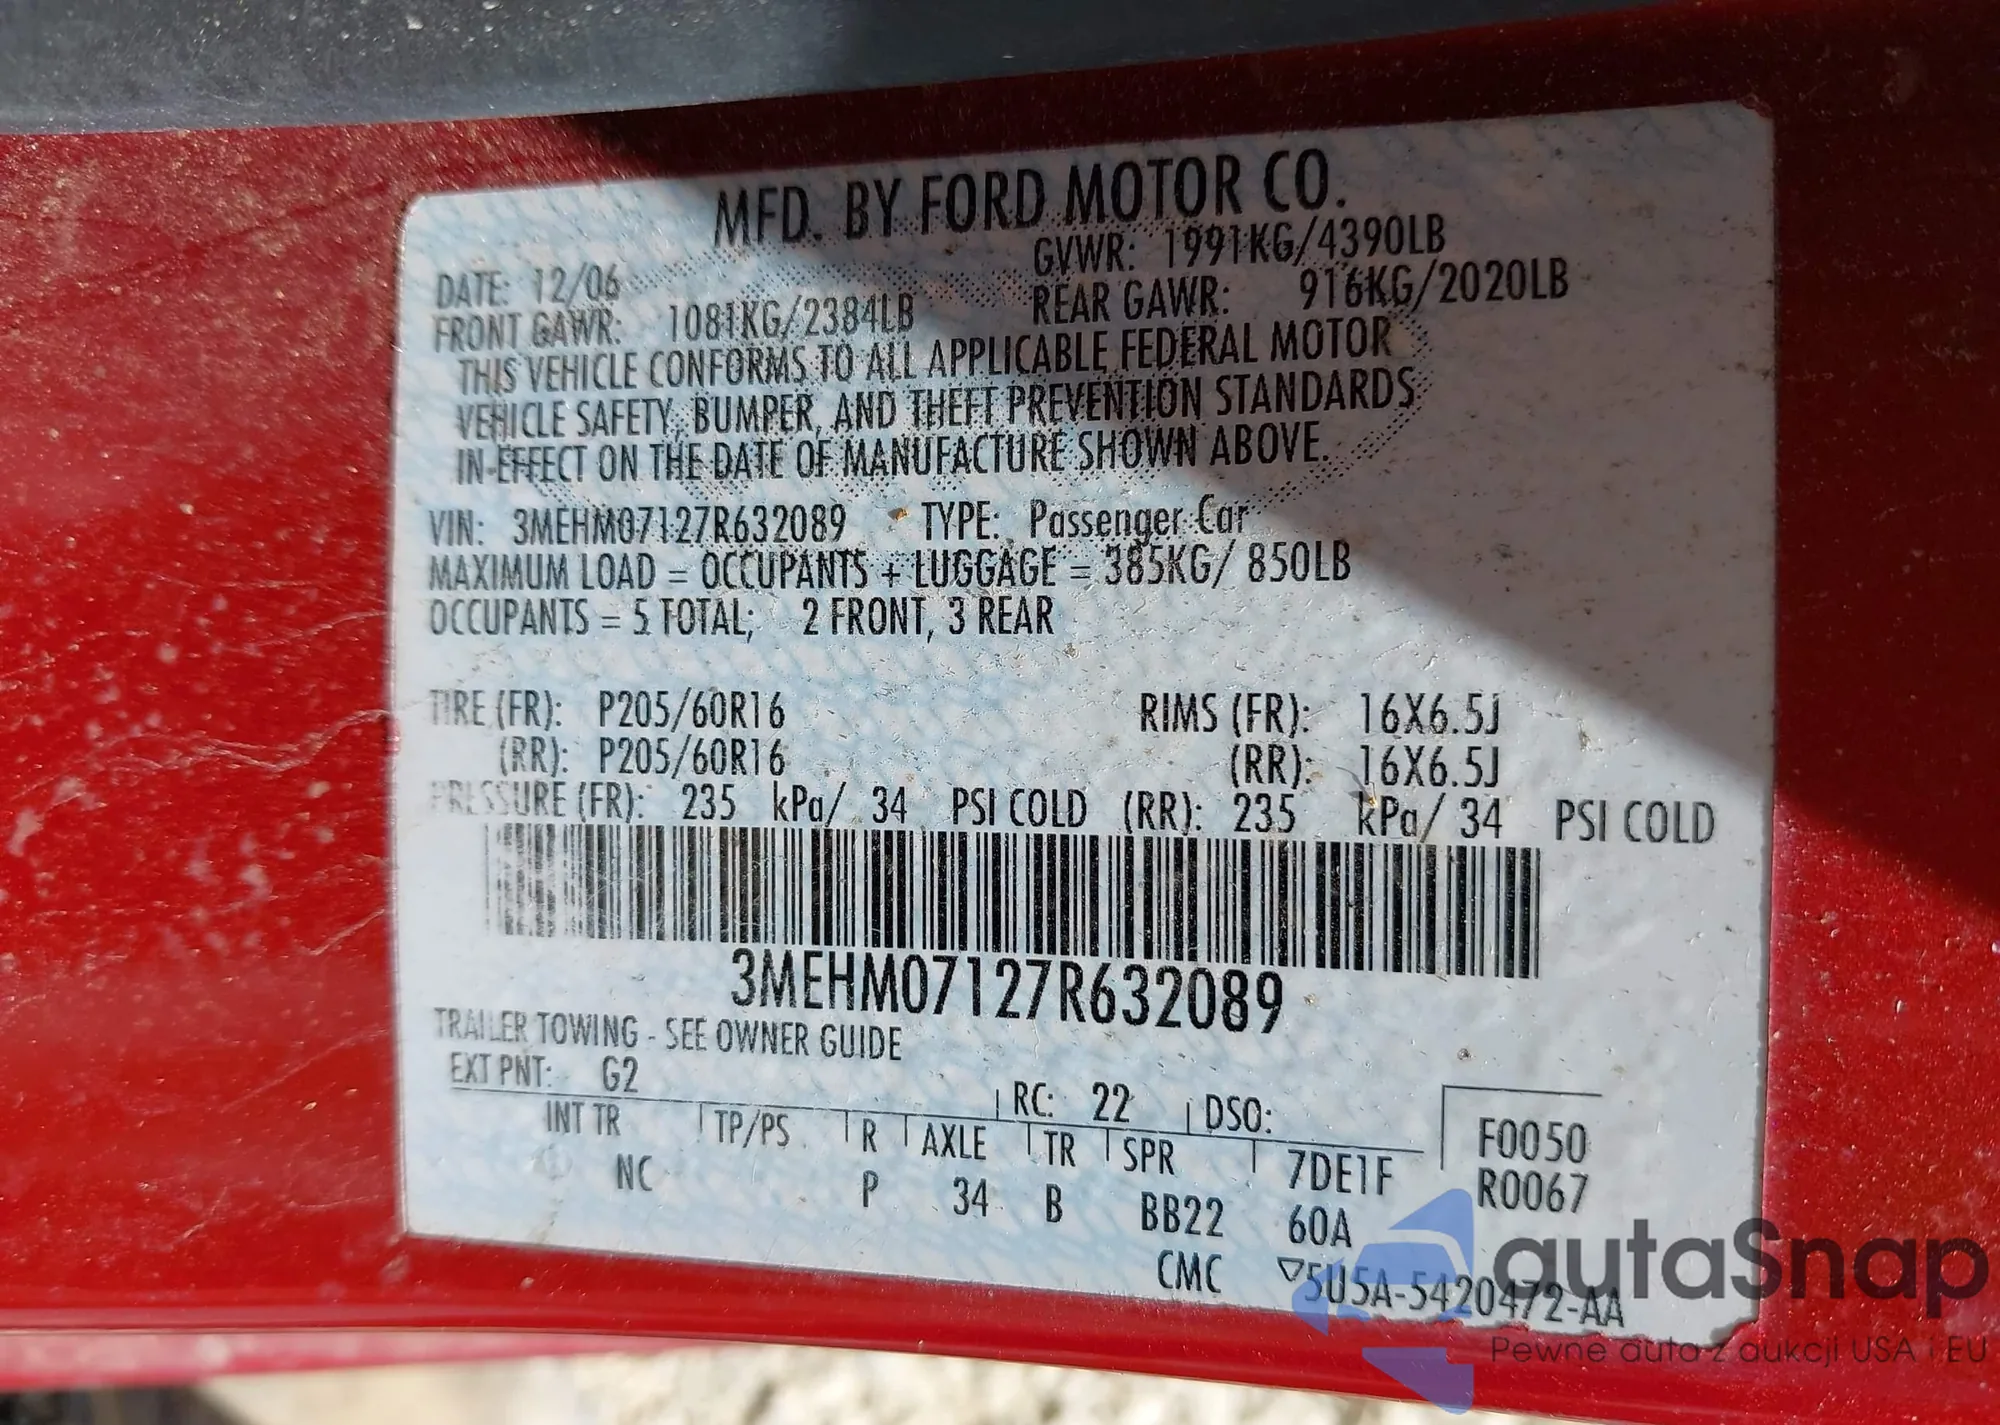 MFD. BY FORD MOTOR CO.
DATE: 12/06 GVWR: 1991KG/4390LB
FRONT GAWR: 1081KG/2384LB REAR GAWR: 916KG/2020LB
THIS VEHICLE CONFORMS TO ALL APPLICABLE FEDERAL MOTOR
VEHICLE SAFETY, BUMPER, AND THEFT PREVENTION STANDARDS
IN-EFFECT ON THE DATE OF MANUFACTURE SHOWN ABOVE.
VIN: 3MEHM07127R632089 TYPE: Passenger Car
MAXIMUM LOAD = OCCUPANTS + LUGGAGE = 385KG/ 850LB
OCCUPANTS = 5 TOTAL; 2 FRONT, 3 REAR
TIRE (FR): P205/60R16 RIMS (FR): 16X6.5J
(RR): P205/60R16 (RR): 16X6.5J
PRESSURE (FR): 235 kPa/ 34 PSI COLD (RR): 235 kPa/ 34 PSI COLD
3MEHM07127R632089
TRAILER TOWING - SEE OWNER GUIDE
EXT PNT: G2 RC: 22 DSO: F0050
INT TR TP/PS R AXLE TR SPR 7DE1F R0067
NC P 34 B BB22 60A
CMC ▽5U5A-5420472-AA
autaSnap
Pewne auta z aukcji USA i EU